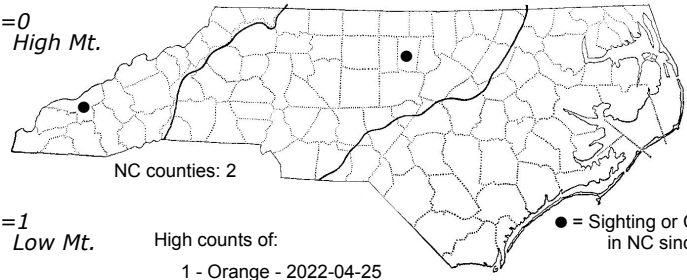 =0
High Mt.
NC counties: 2
=1
Low Mt.
High counts of:
1 - Orange - 2022-04-25
● = Sighting or
in NC